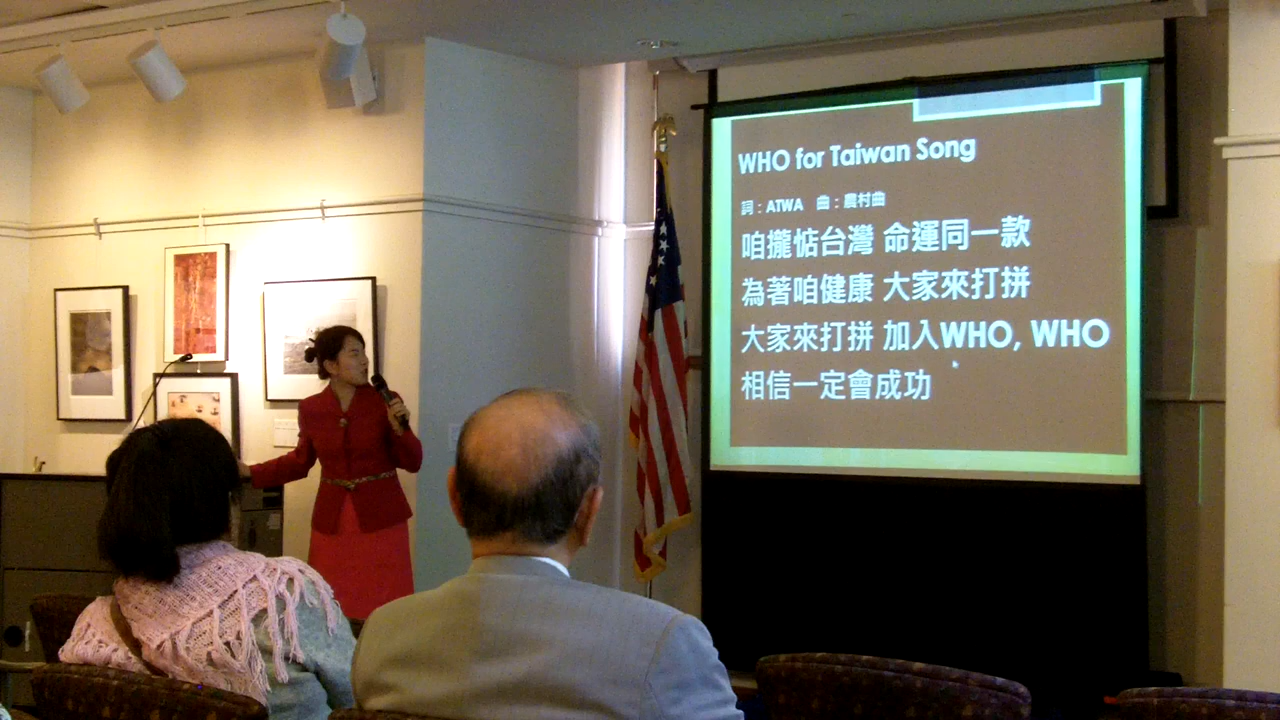 WHO for Taiwan Song
詞：ATWA 曲：農村曲
咱攏惦台灣 命運同一款
為著咱健康 大家來打拼
大家來打拼 加入WHO, WHO
相信一定會成功